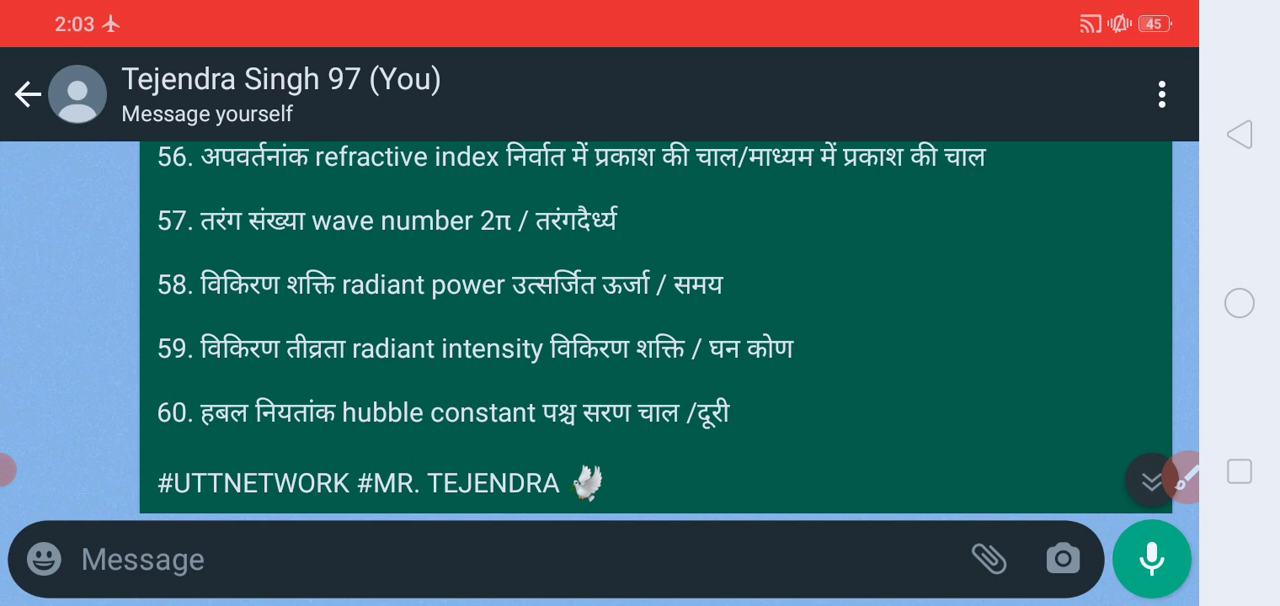 2:03
45
Tejendra Singh 97 (You)
Message yourself
56. अपवर्तनांक refractive index निर्वात में प्रकाश की चाल/माध्यम में प्रकाश की चाल
57. तरंग संख्या wave number 2π / तरंगदैर्ध्य
58. विकिरण शक्ति radiant power उत्सर्जित ऊर्जा / समय
59. विकिरण तीव्रता radiant intensity विकिरण शक्ति / घन कोण
60. हबल नियतांक hubble constant पश्च सरण चाल /दूरी
#UTTNETWORK #MR. TEJENDRA 🕊️
Message